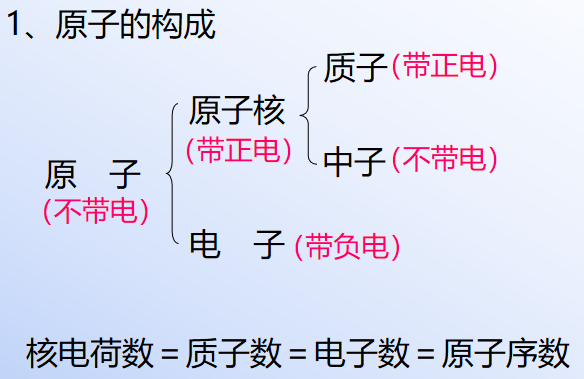 1、原子的构成
质子(带正电)
原子核
(带正电)
中子(不带电)
原 子
(不带电)
电 子(带负电)
核电荷数=质子数=电子数=原子序数